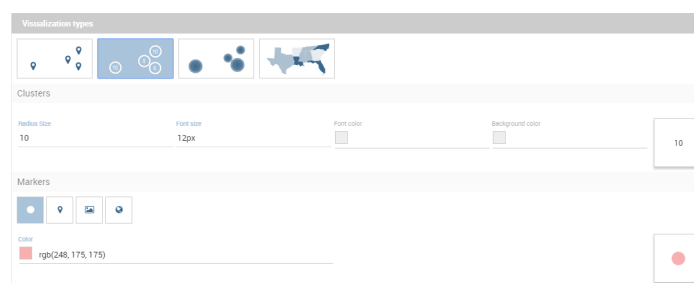 Visualization types
Clusters
Radius Size
Font size
Font color
Background color
10
12px
10
Markers
Color
rgb(248, 175, 175)